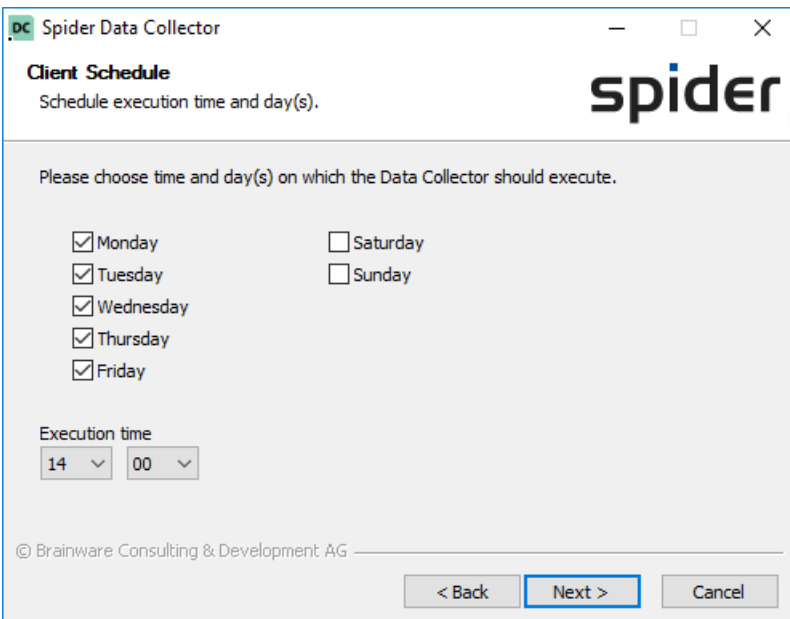 DC Spider Data Collector
Client Schedule
Schedule execution time and day(s).
spider
Please choose time and day(s) on which the Data Collector should execute.
Monday
Tuesday
Wednesday
Thursday
Friday
Saturday
Sunday
Execution time
14 00
© Brainware Consulting & Development AG
< Back Next > Cancel